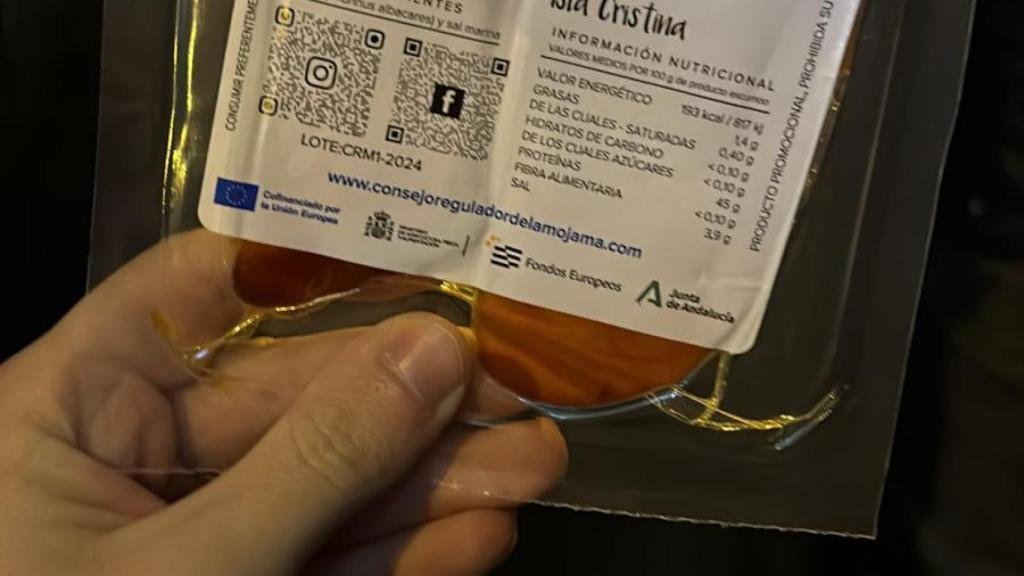 CONSUMIR PREFERENTEME
ENTES
albacares) y sal marina
LOTE:CRM1-2024
www.consejoreguladordelamojama.com
Cofinanciado por
la Unión Europea
Fondos Europeos
Junta
de Andalucía
Isla Cristina
INFORMACIÓN NUTRICIONAL
VALORES MEDIOS POR 100 g de producto escurrido
VALOR ENERGÉTICO 193 kcal / 817 kj
GRASAS 1,4 g
DE LAS CUALES - SATURADAS 0,40 g
HIDRATOS DE CARBONO <0,10 g
DE LOS CUALES AZÚCARES <0,10 g
PROTEÍNAS 45 g
FIBRA ALIMENTARIA <0,10 g
SAL 3,9 g
PRODUCTO PROMOCIONAL, PROHIBIDA SU